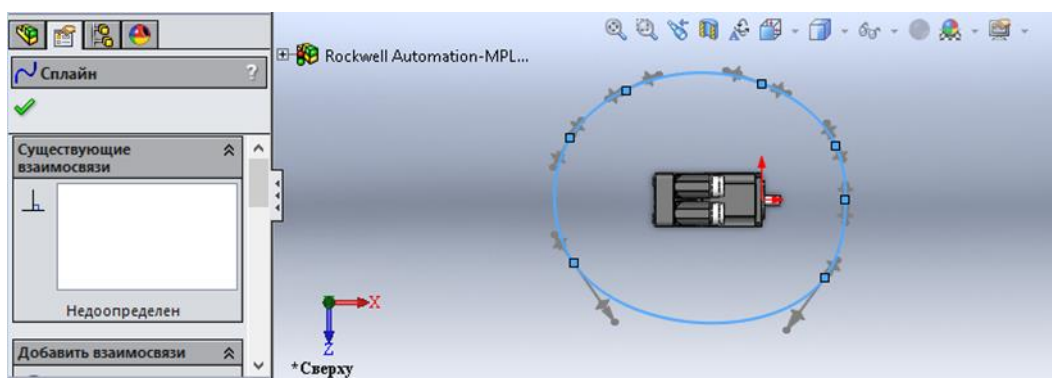 Сплайн
?
Существующие
взаимосвязи
Недоопределен
Добавить взаимосвязи
Rockwell Automation-MPL...
X
Z
*Сверху